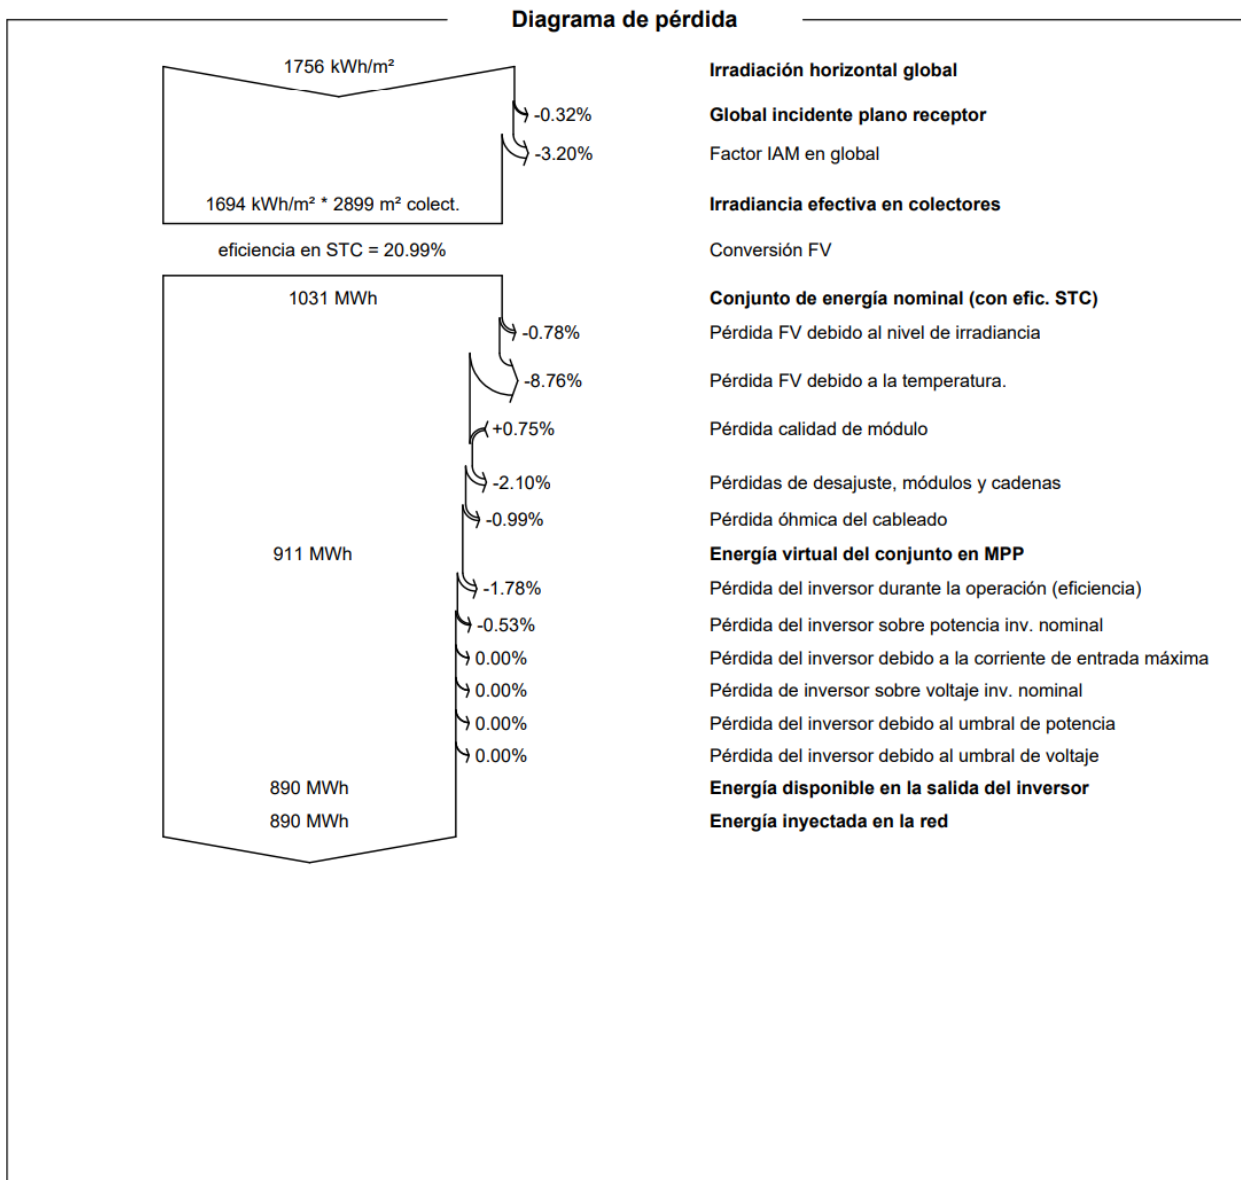 Diagrama de pérdida
1756 kWh/m² Irradiación horizontal global
-0.32% Global incidente plano receptor
-3.20% Factor IAM en global
1694 kWh/m² * 2899 m² colect. Irradiancia efectiva en colectores
eficiencia en STC = 20.99% Conversión FV
1031 MWh Conjunto de energía nominal (con efic. STC)
-0.78% Pérdida FV debido al nivel de irradiancia
-8.76% Pérdida FV debido a la temperatura.
+0.75% Pérdida calidad de módulo
-2.10% Pérdidas de desajuste, módulos y cadenas
-0.99% Pérdida óhmica del cableado
911 MWh Energía virtual del conjunto en MPP
-1.78% Pérdida del inversor durante la operación (eficiencia)
-0.53% Pérdida del inversor sobre potencia inv. nominal
0.00% Pérdida del inversor debido a la corriente de entrada máxima
0.00% Pérdida de inversor sobre voltaje inv. nominal
0.00% Pérdida del inversor debido al umbral de potencia
0.00% Pérdida del inversor debido al umbral de voltaje
890 MWh Energía disponible en la salida del inversor
890 MWh Energía inyectada en la red